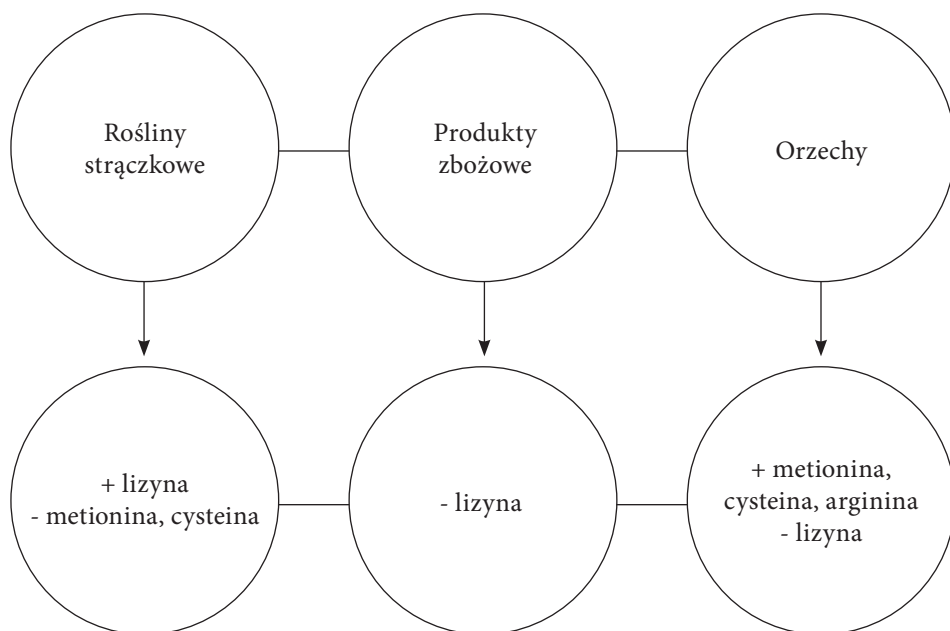 Rośliny
strączkowe
Produkty
zbożowe
Orzechy
+ lizyna
- metionina, cysteina
- lizyna
+ metionina,
cysteina, arginina
- lizyna